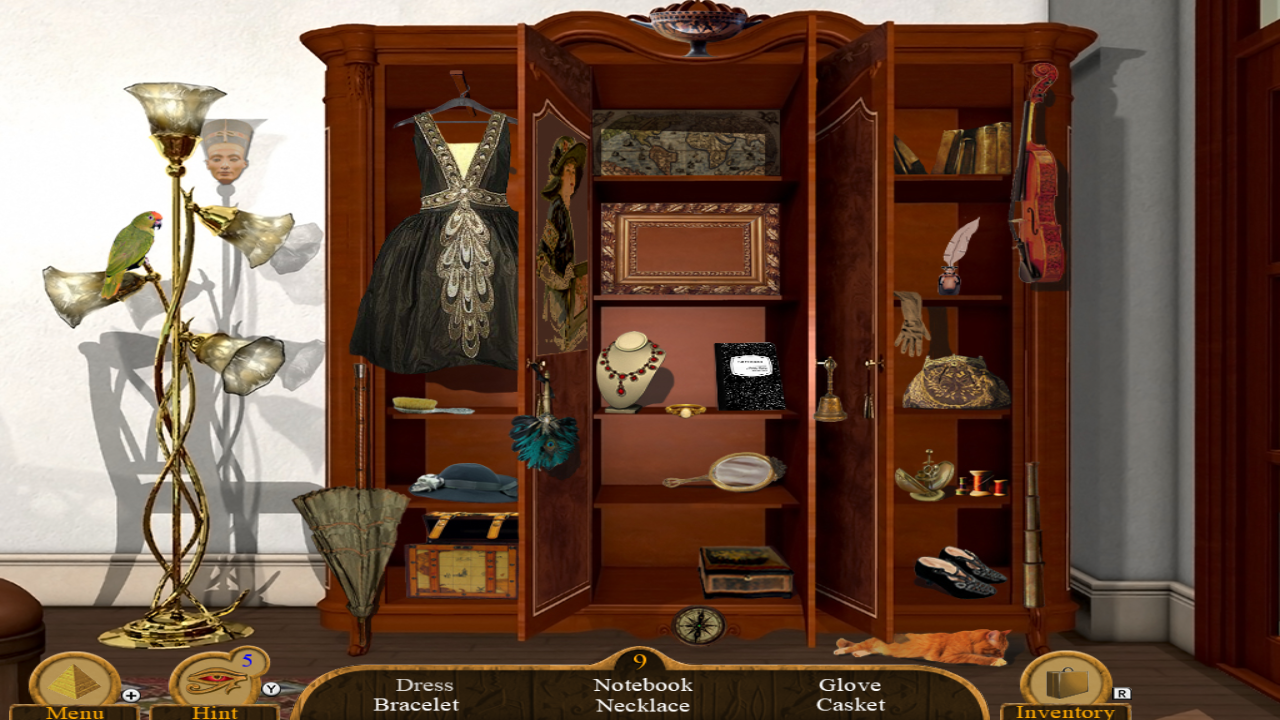 5
9
Dress Notebook Glove
Bracelet Necklace Casket
Y
R
Menu
Hint
Inventory